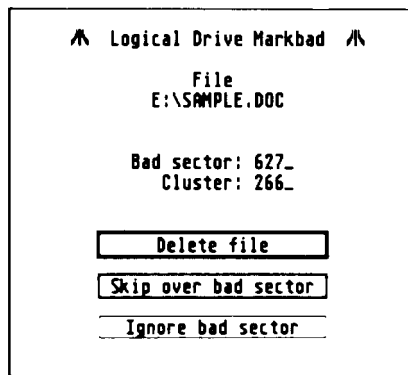 Logical Drive Markbad
File
E:\SAMPLE.DOC
Bad sector: 627_
Cluster: 266_
Delete file
Skip over bad sector
Ignore bad sector